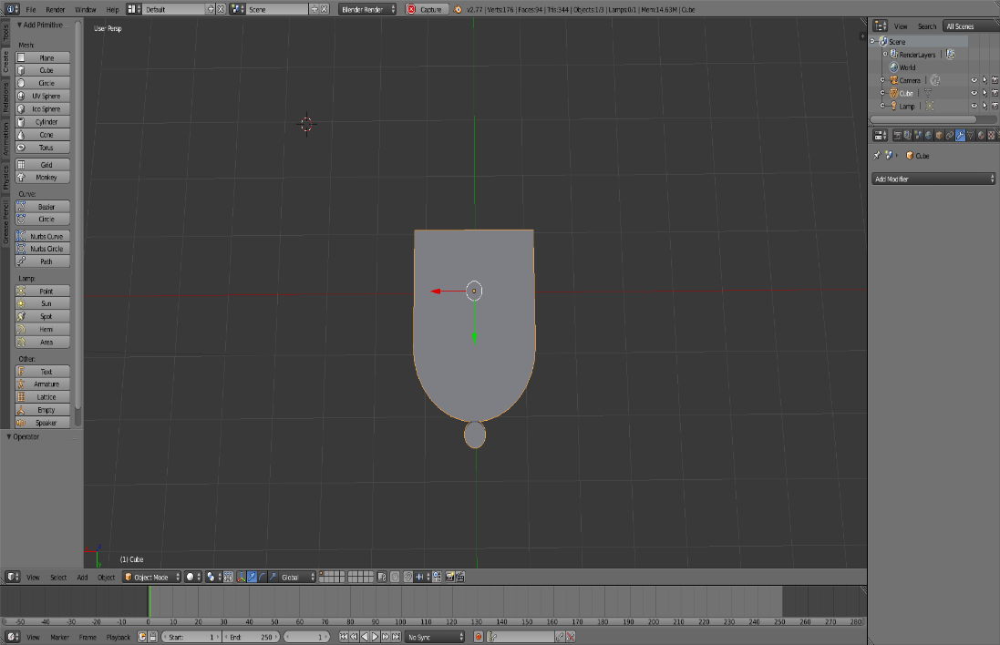 File Render Window Help Default Scene Blender Render Capture v2.77 | Verts:176 | Faces:94 | Tris:344 | Objects:1/3 | Lamps:0/1 | Mem:14.63M | Cube
Tools
Create
Relations
Animation
Physics
Grease Pencil
Add Primitive
Mesh:
Plane
Cube
Circle
UV Sphere
Ico Sphere
Cylinder
Cone
Torus
Grid
Monkey
Curve:
Bezier
Circle
Nurbs Curve
Nurbs Circle
Path
Lamp:
Point
Sun
Spot
Hemi
Area
Other:
Text
Armature
Lattice
Empty
Speaker
Operator
User Persp
(1) Cube
View Search All Scenes
Scene
RenderLayers
World
Camera
Cube
Lamp
Cube
Add Modifier
View Select Add Object Object Mode Global
-50 -40 -30 -20 -10 0 10 20 30 40 50 60 70 80 90 100 110 120 130 140 150 160 170 180 190 200 210 220 230 240 250 260 270 280
View Marker Frame Playback Start: 1 End: 250 1 No Sync